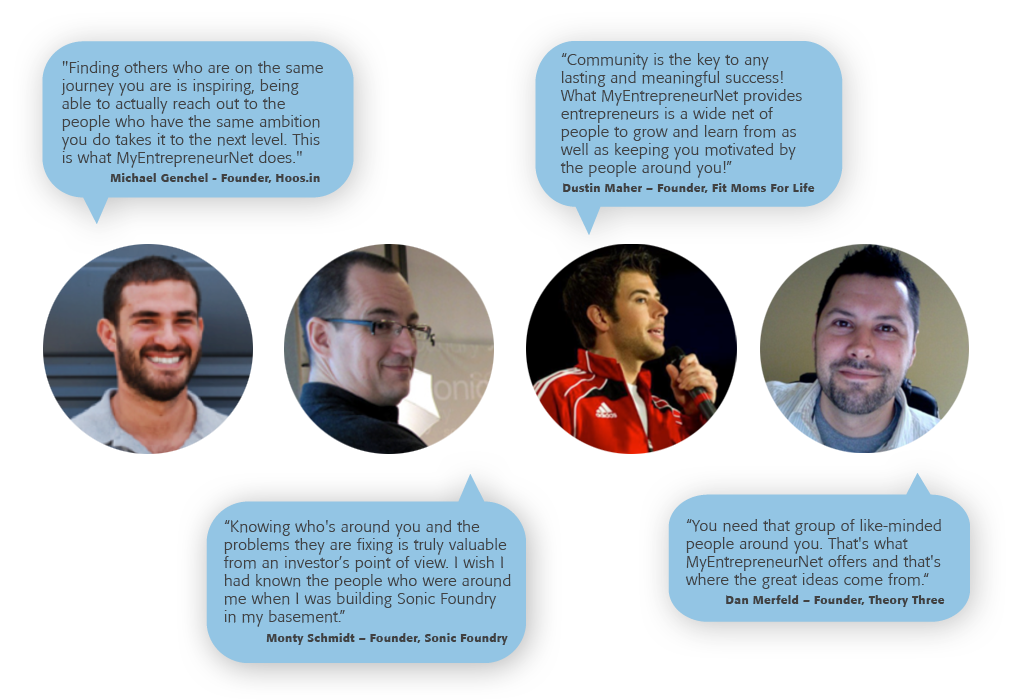 "Finding others who are on the same
journey you are is inspiring, being
able to actually reach out to the
people who have the same ambition
you do takes it to the next level. This
is what MyEntrepreneurNet does."
Michael Genchel - Founder, Hoos.in
“Community is the key to any
lasting and meaningful success!
What MyEntrepreneurNet provides
entrepreneurs is a wide net of
people to grow and learn from as
well as keeping you motivated by
the people around you!”
Dustin Maher – Founder, Fit Moms For Life
adidas
“Knowing who's around you and the
problems they are fixing is truly valuable
from an investor’s point of view. I wish I
had known the people who were around
me when I was building Sonic Foundry
in my basement.”
Monty Schmidt – Founder, Sonic Foundry
“You need that group of like-minded
people around you. That's what
MyEntrepreneurNet offers and that's
where the great ideas come from.“
Dan Merfeld – Founder, Theory Three